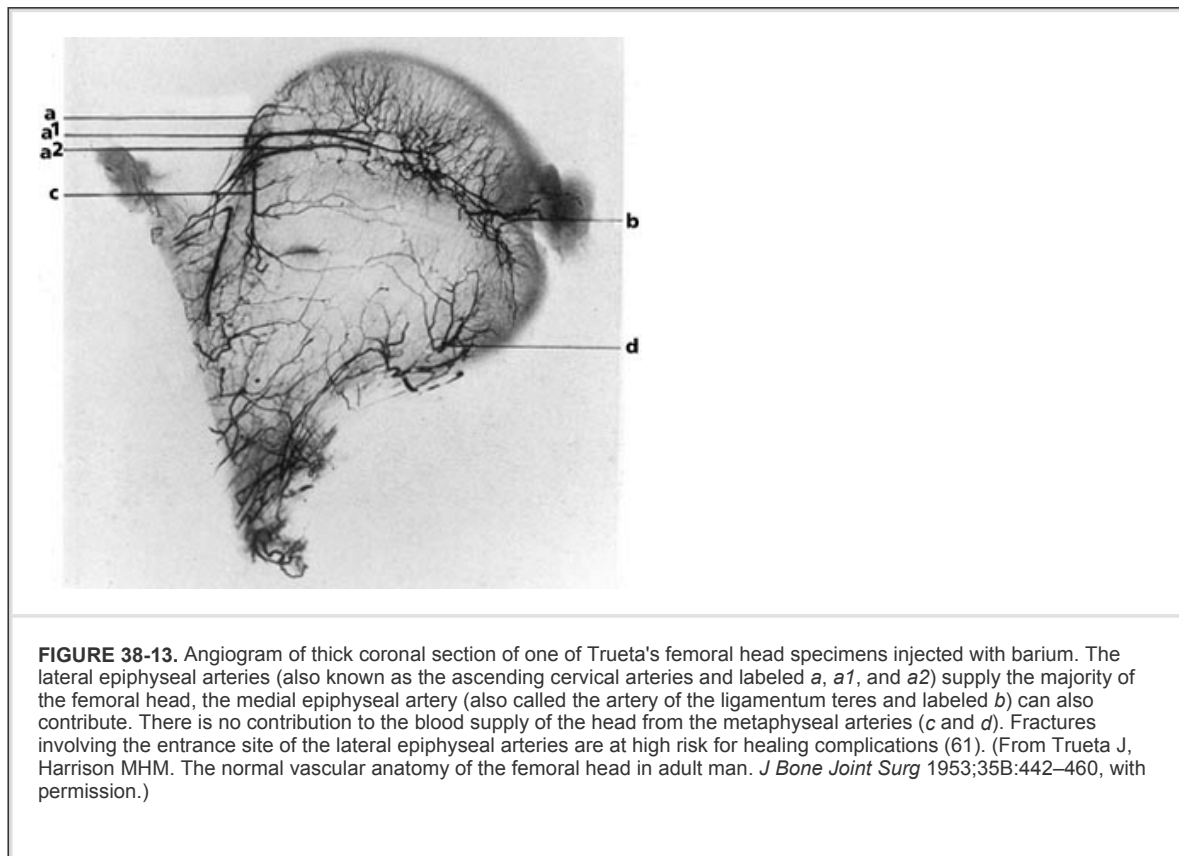 a
a1
a2
c
b
d
FIGURE 38-13. Angiogram of thick coronal section of one of Trueta's femoral head specimens injected with barium. The
lateral epiphyseal arteries (also known as the ascending cervical arteries and labeled a, a1, and a2) supply the majority of
the femoral head, the medial epiphyseal artery (also called the artery of the ligamentum teres and labeled b) can also
contribute. There is no contribution to the blood supply of the head from the metaphyseal arteries (c and d). Fractures
involving the entrance site of the lateral epiphyseal arteries are at high risk for healing complications (61). (From Trueta J,
Harrison MHM. The normal vascular anatomy of the femoral head in adult man. J Bone Joint Surg 1953;35B:442–460, with
permission.)